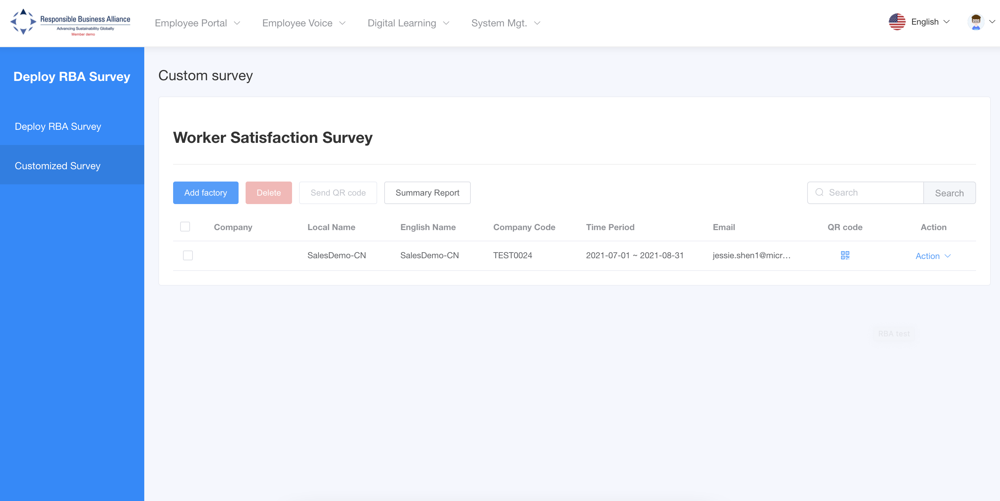 Responsible Business Alliance
Advancing Sustainability Globally
Member demo
Employee Portal
Employee Voice
Digital Learning
System Mgt.
English
Deploy RBA Survey
Deploy RBA Survey
Customized Survey
Custom survey
Worker Satisfaction Survey
Add factory
Delete
Send QR code
Summary Report
Search
Search
Company
Local Name
English Name
Company Code
Time Period
Email
QR code
Action
SalesDemo-CN
SalesDemo-CN
TEST0024
2021-07-01 ~ 2021-08-31
jessie.shen1@micr...
Action
RBA test